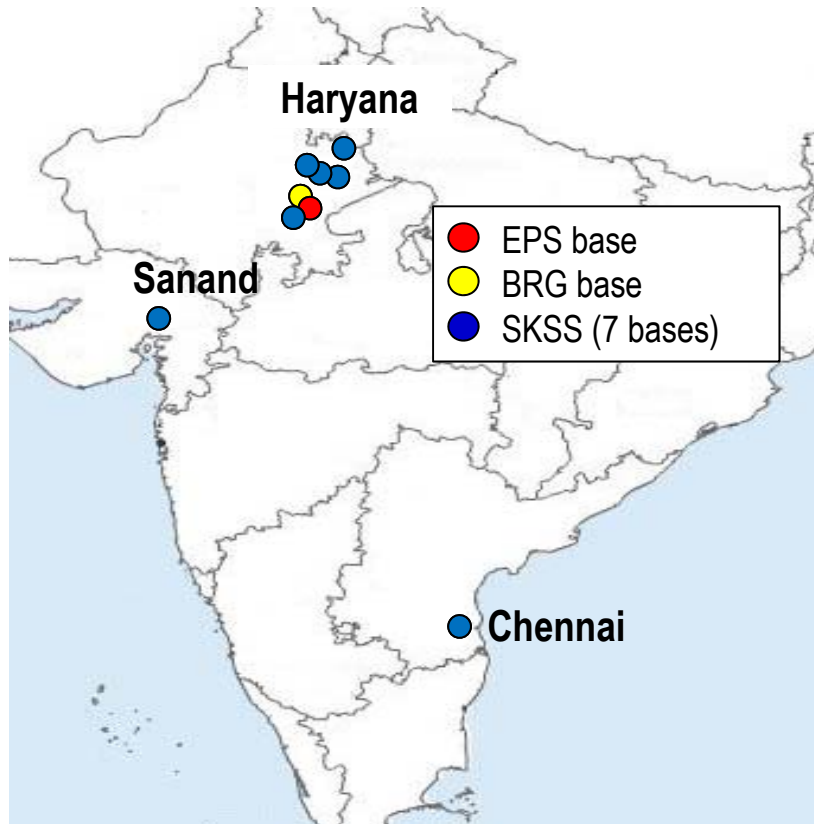 Haryana
EPS base
BRG base
SKSS (7 bases)
Sanand
Chennai